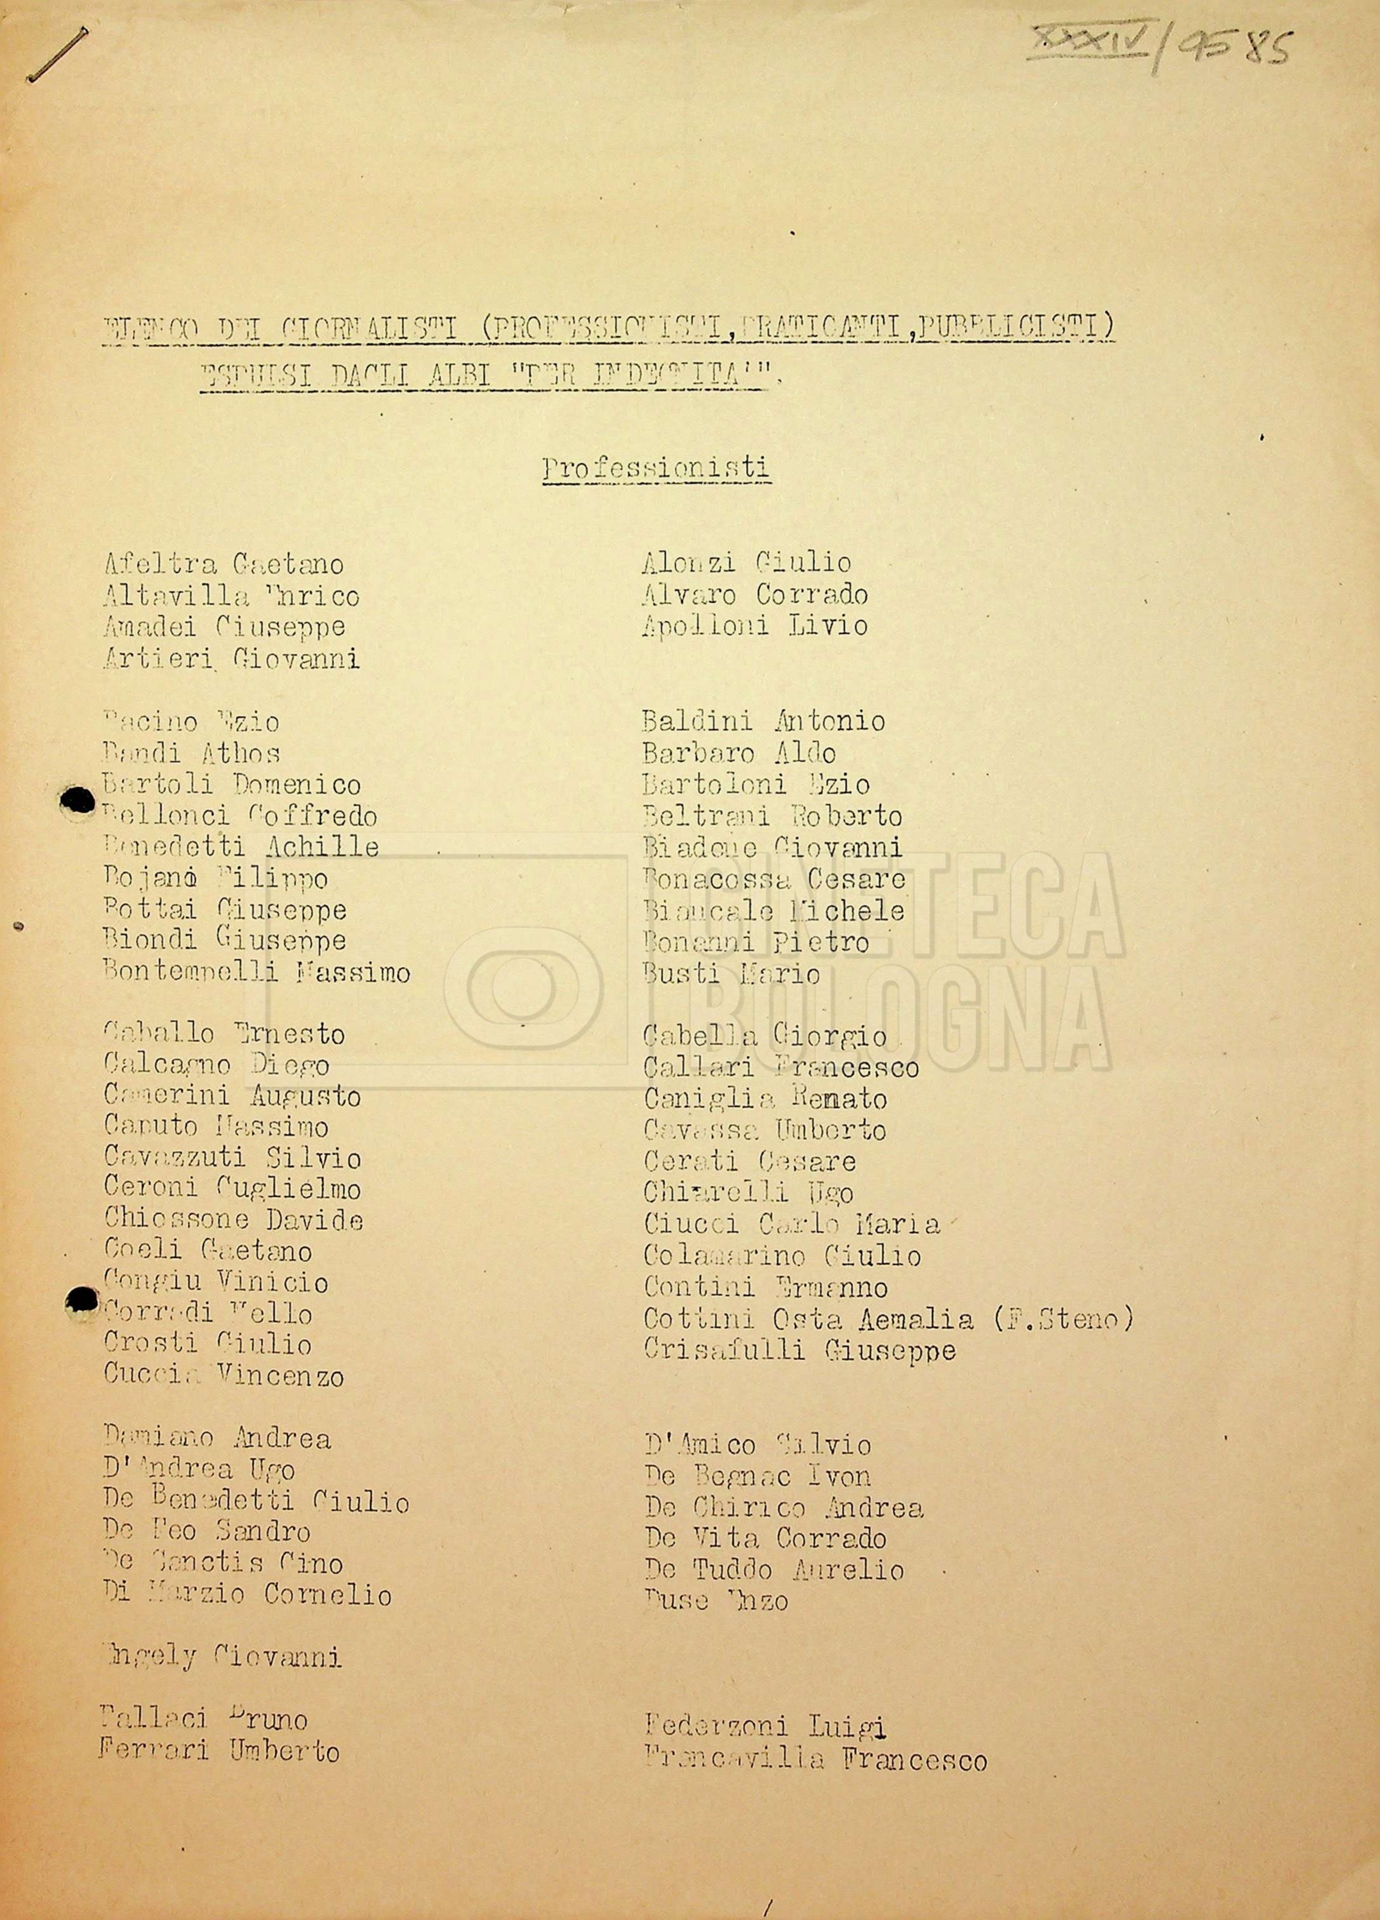 XXXIV/9585
ELENCO DEI GIORNALISTI (PROFESSIONISTI,PRATICANTI,PUBBLICISTI)
ESPULSI DAGLI ALBI "PER INDEGNITA'".
Professionisti
Afeltra Gaetano
Altavilla Enrico
Amadei Giuseppe
Artieri Giovanni
Alonzi Giulio
Alvaro Corrado
Apolloni Livio
Bacino Ezio
Bandi Athos
Bartoli Domenico
Bellonci Goffredo
Benedetti Achille
Bojano Filippo
Bottai Giuseppe
Biondi Giuseppe
Bontempelli Massimo
Baldini Antonio
Barbaro Aldo
Bartoloni Ezio
Beltrani Roberto
Biadene Giovanni
Bonacossa Cesare
Biancale Michele
Bonanni Pietro
Busti Mario
Caballo Ernesto
Calcagno Diego
Camerini Augusto
Caputo Massimo
Cavazzuti Silvio
Ceroni Guglielmo
Chiossone Davide
Coeli Gaetano
Congiu Vinicio
Corradi Nello
Crosti Giulio
Cuccia Vincenzo
Cabella Giorgio
Callari Francesco
Caniglia Renato
Cavassa Umberto
Cerati Cesare
Chiarelli Ugo
Ciucci Carlo Maria
Colamarino Giulio
Contini Ermanno
Cottini Osta Aemalia (F.Steno)
Crisafulli Giuseppe
Damiano Andrea
D'Andrea Ugo
De Benedetti Giulio
De Feo Sandro
De Sanctis Gino
Di Marzio Cornelio
D'Amico Silvio
De Begnac Ivon
De Chirico Andrea
De Vita Corrado
De Tuddo Aurelio
Duse Enzo
Engely Giovanni
Fallaci Bruno
Ferrari Umberto
Federzoni Luigi
Francavilla Francesco
CINETECA
BOLOGNA